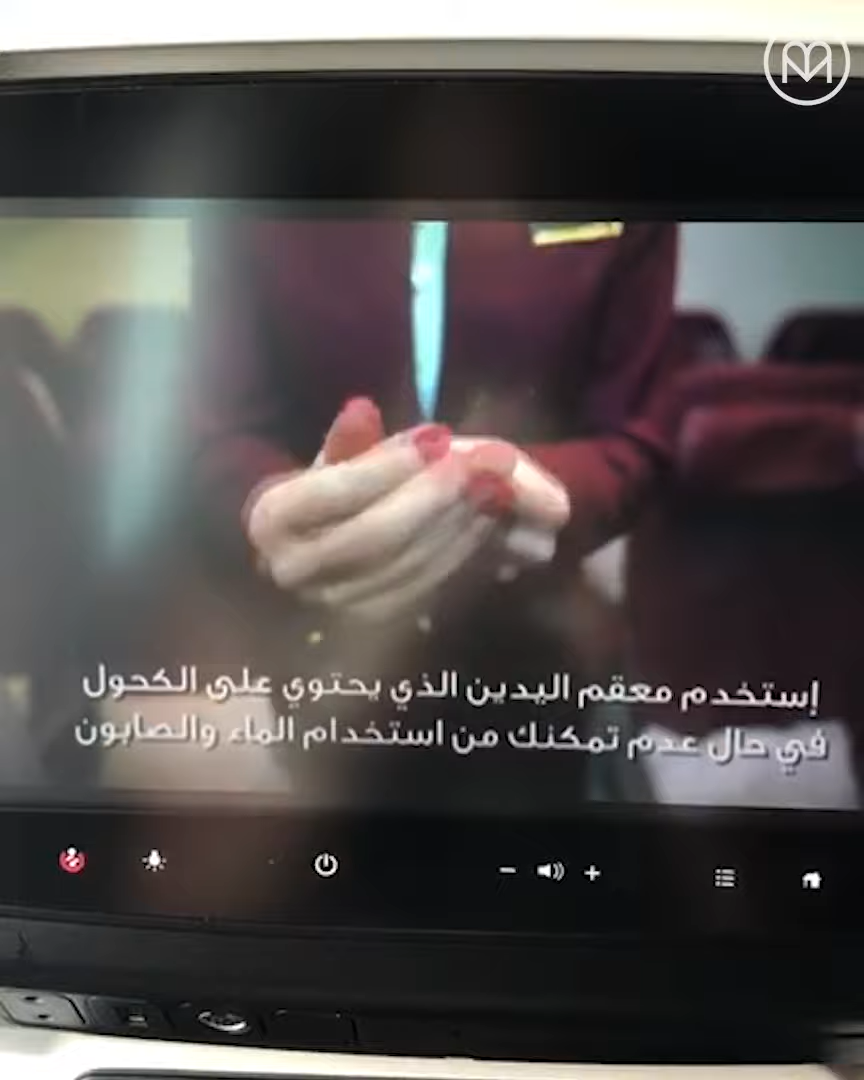 إستخدم معقم اليدين الذي يحتوي على الكحول
في حال عدم تمكنك من استخدام الماء والصابون